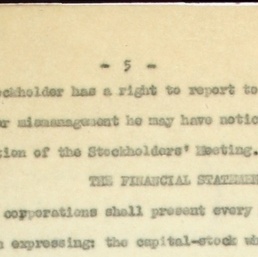 - 5 -
ockholder has a right to report to
r mismanagement he may have notic
tion of the Stockholders' Meeting.
THE FINANCIAL STATEMEN
corporations shall present every
n expressing: the capital-stock w